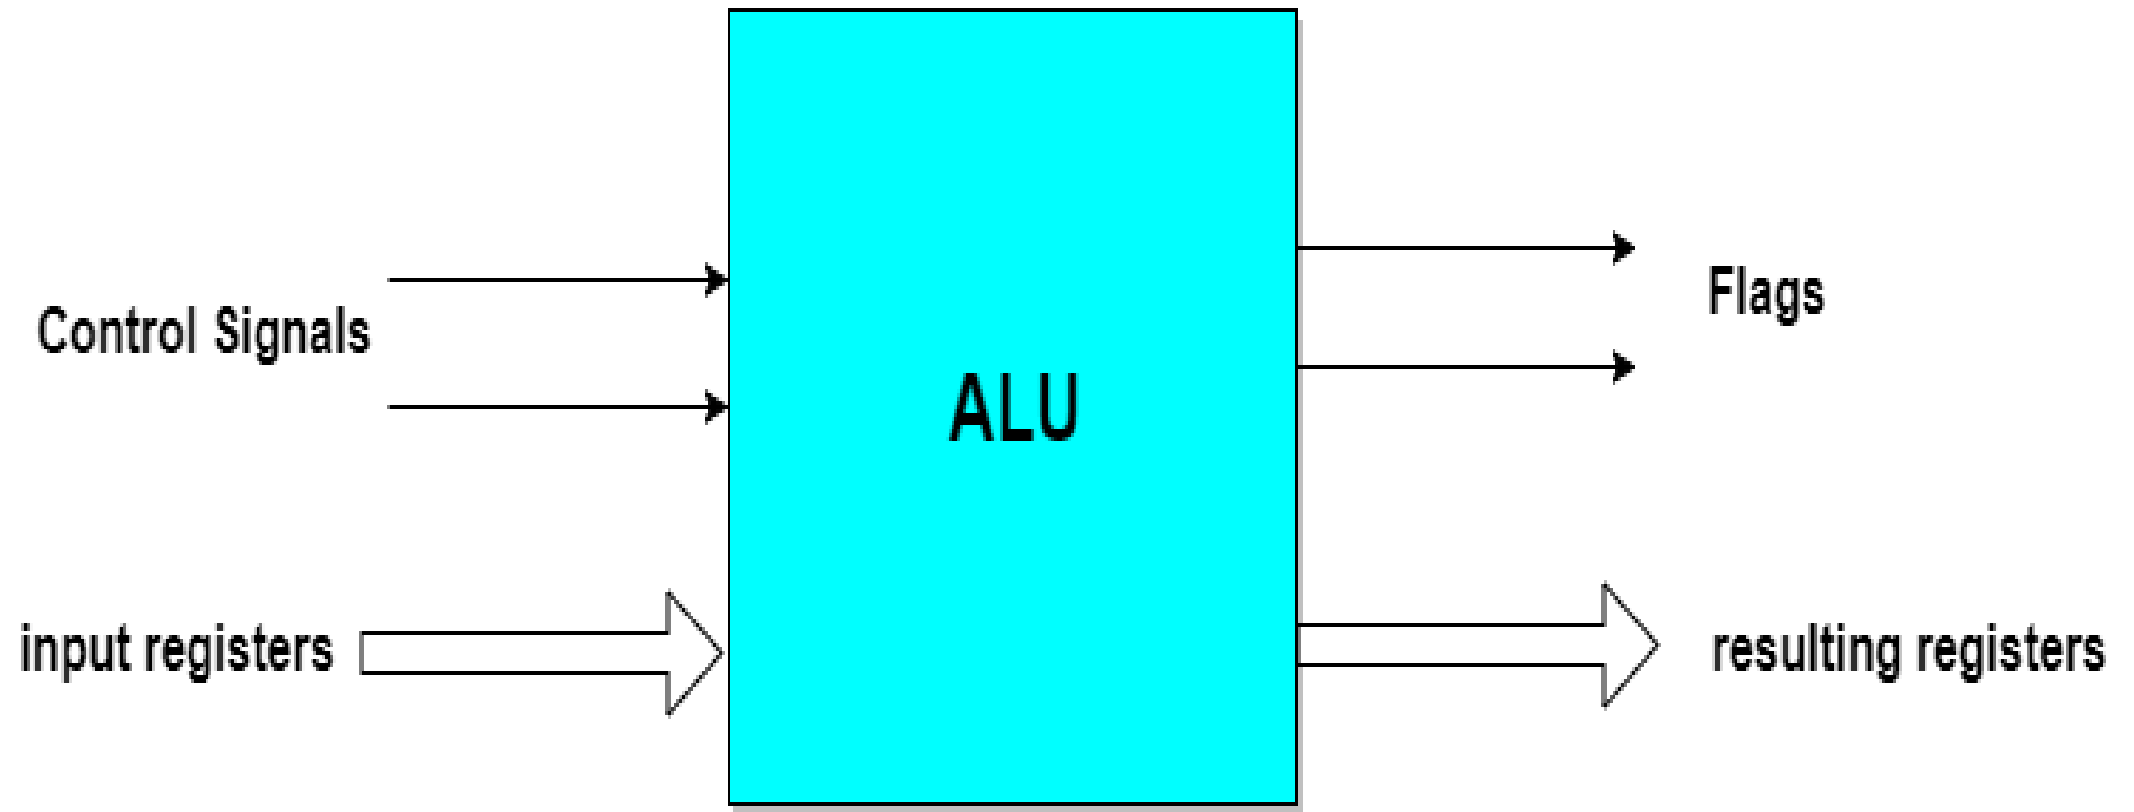 Control Signals
Flags
ALU
input registers
resulting registers